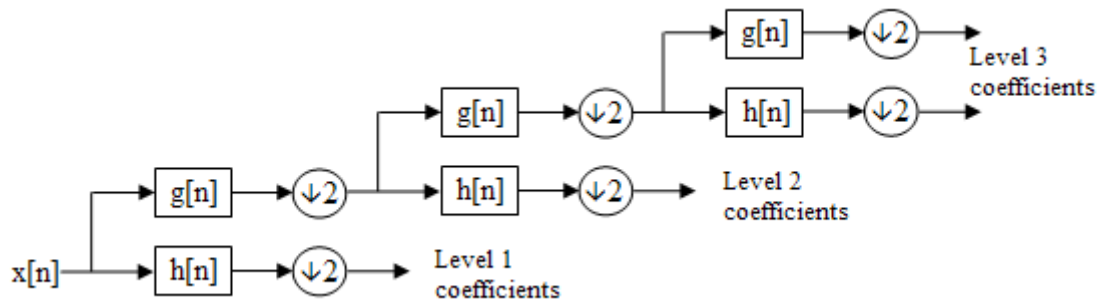 g[n] ↓2
Level 3
coefficients
g[n] ↓2 h[n] ↓2
g[n] ↓2 h[n] ↓2
Level 2
coefficients
x[n] h[n] ↓2
Level 1
coefficients